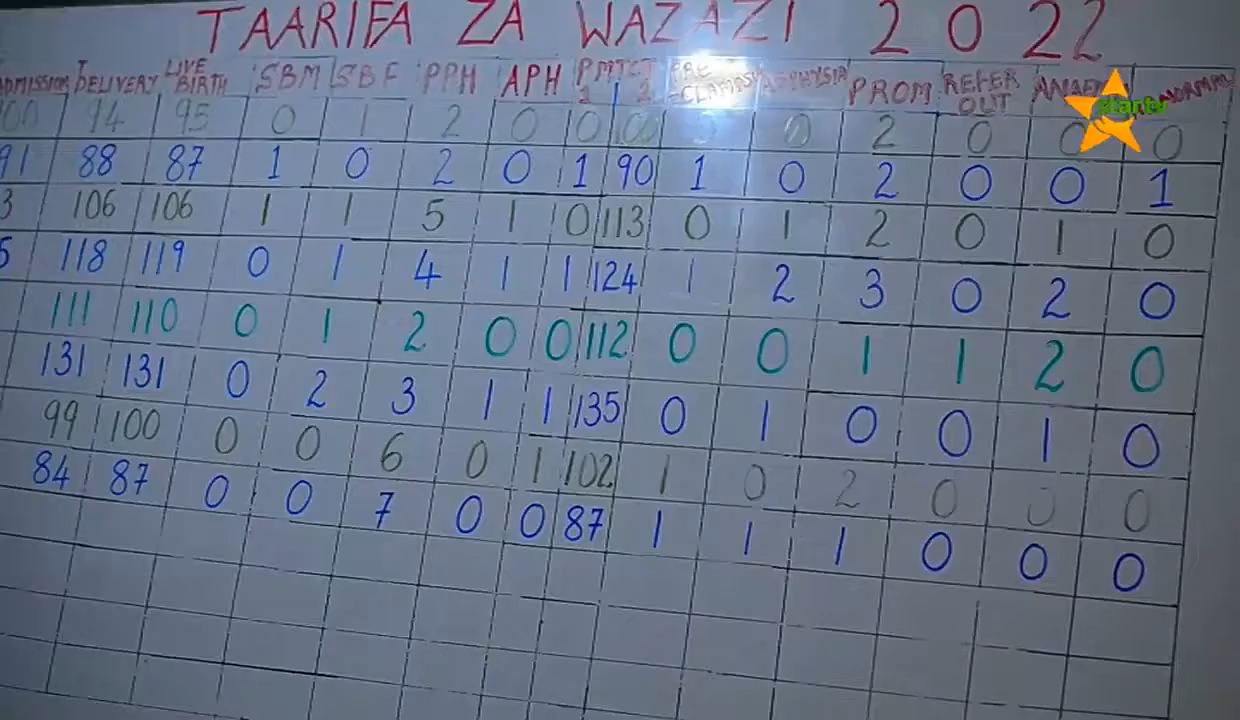 TAARIFA ZA WAZAZI 2022
ADMISSION T DELIVERY LIVE BIRTH SBM SBF PPH APH PMTCT 1 2 PRE ECLAMPSIA ASPHYSIA PROM REFER OUT
startv
100 94 95 0 1 2 0 0 100 0 2 0 0 0
91 88 87 1 0 2 0 1 90 1 0 2 0 0 1
3 106 106 1 1 5 1 0 113 0 1 2 0 1 0
5 118 119 0 1 4 1 1 124 1 2 3 0 2 0
111 110 0 1 2 0 0 112 0 0 1 1 2 0
131 131 0 2 3 1 1 135 0 1 0 0 1 0
99 100 0 0 6 0 1 102 1 0 2 0 0 0
84 87 0 0 7 0 0 87 1 1 1 0 0 0